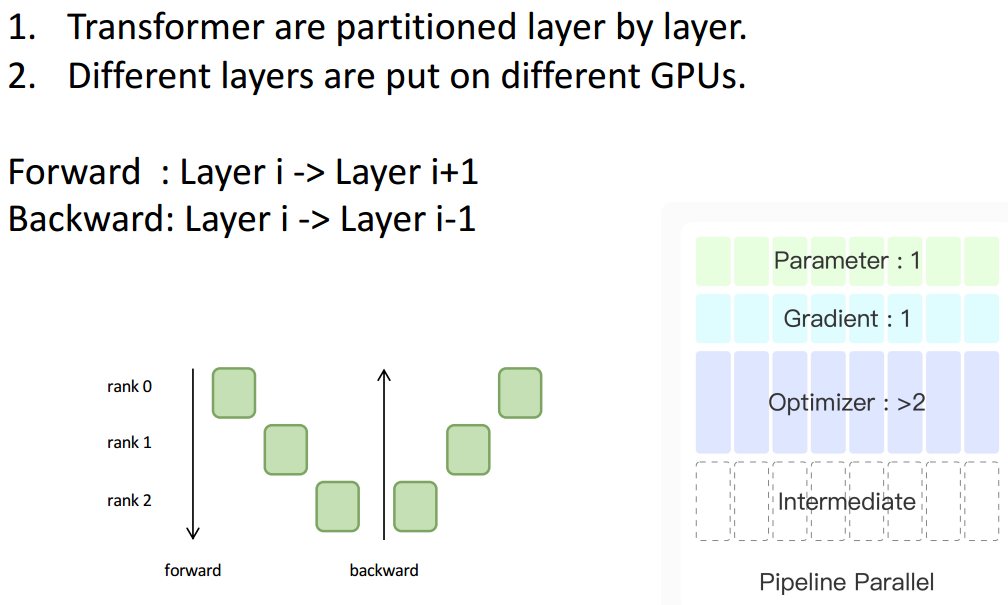 1. Transformer are partitioned layer by layer.
2. Different layers are put on different GPUs.
Forward : Layer i -> Layer i+1
Backward: Layer i -> Layer i-1
rank 0
rank 1
rank 2
forward
backward
Parameter : 1
Gradient : 1
Optimizer : >2
Intermediate
Pipeline Parallel